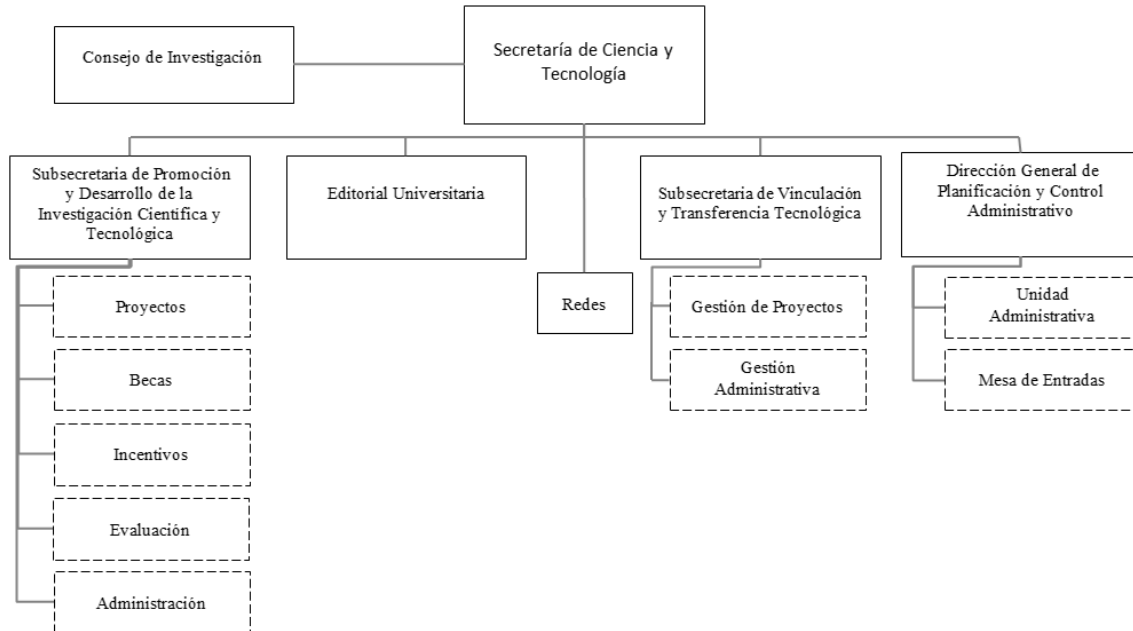 Consejo de Investigación
Secretaría de Ciencia y
Tecnología
Subsecretaria de Promoción
y Desarrollo de la
Investigación Científica y
Tecnológica
Editorial Universitaria
Subsecretaria de Vinculación
y Transferencia Tecnológica
Dirección General de
Planificación y Control
Administrativo
Redes
Proyectos
Becas
Incentivos
Evaluación
Administración
Gestión de Proyectos
Gestión
Administrativa
Unidad
Administrativa
Mesa de Entradas